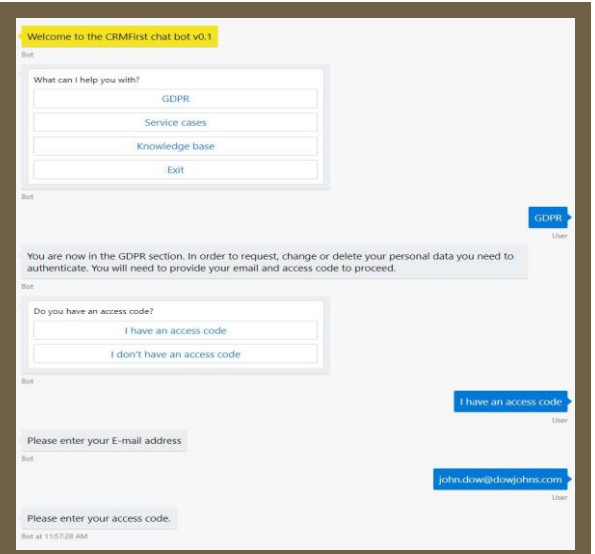 Welcome to the CRMFirst chat bot v0.1
Bot
What can I help you with?
GDPR
Service cases
Knowledge base
Exit
Bot
GDPR
User
You are now in the GDPR section. In order to request, change or delete your personal data you need to
authenticate. You will need to provide your email and access code to proceed.
Bot
Do you have an access code?
I have an access code
I don't have an access code
Bot
I have an access code
User
Please enter your E-mail address
Bot
john.dow@dowjohns.com
User
Please enter your access code.
Bot at 11:57:28 AM